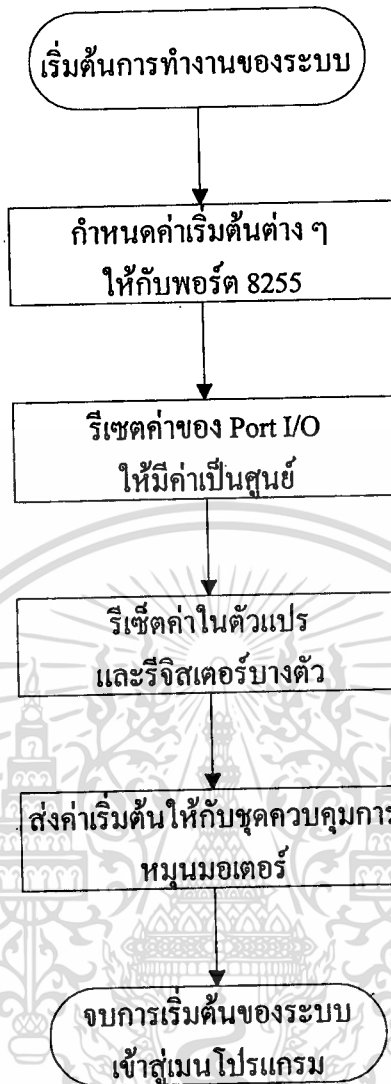 เริ่มต้นการทำงานของระบบ
กำหนดค่าเริ่มต้นต่าง ๆ
ให้กับพอร์ต 8255
รีเซตค่าของ Port I/O
ให้มีค่าเป็นศูนย์
รีเซ็ตค่าในตัวแปร
และรีจิสเตอร์บางตัว
ส่งค่าเริ่มต้นให้กับชุดควบคุมการ
หมุนมอเตอร์
จบการเริ่มต้นของระบบ
เข้าสู่เมนโปรแกรม